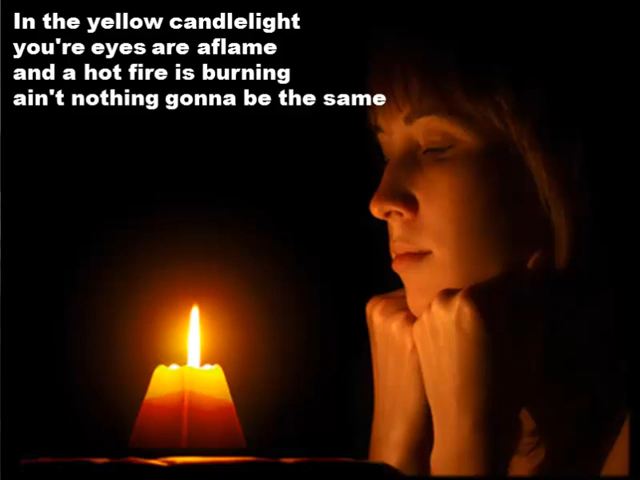 In the yellow candlelight
you're eyes are aflame
and a hot fire is burning
ain't nothing gonna be the same